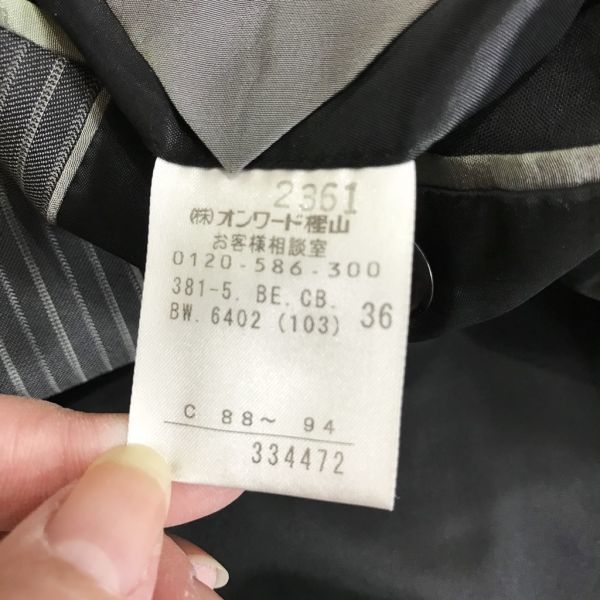 2361
(株)オンワード樫山
お客様相談室
0120-586-300
381-5. BE. CB.
BW. 6402 (103) 36
C 88〜 94
334472